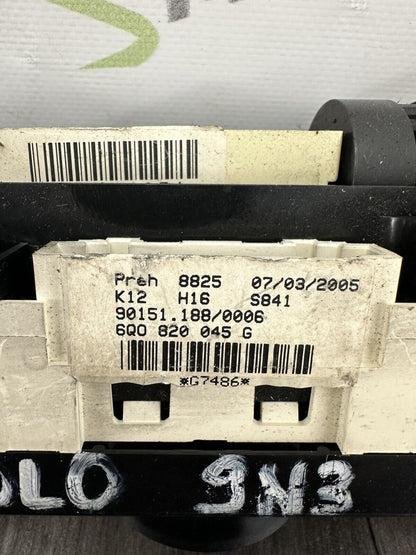 Preh 8825 07/03/2005
K12 H16 S841
90151.188/0006
6Q0 820 045 G
*G7486*
OLO 9N3